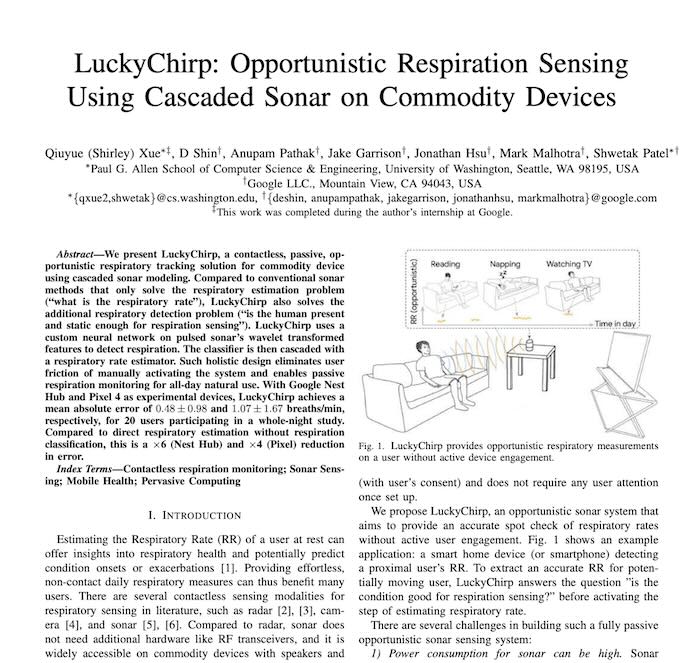 LuckyChirp: Opportunistic Respiration Sensing
Using Cascaded Sonar on Commodity Devices
Qiuyue (Shirley) Xue*‡, D Shin†, Anupam Pathak†, Jake Garrison†, Jonathan Hsu†, Mark Malhotra†, Shwetak Patel*†
*Paul G. Allen School of Computer Science & Engineering, University of Washington, Seattle, WA 98195, USA
†Google LLC., Mountain View, CA 94043, USA
*{qxue2,shwetak}@cs.washington.edu, †{deshin, anupampathak, jakegarrison, jonathanhsu, markmalhotra}@google.com
‡This work was completed during the author's internship at Google.
Abstract—We present LuckyChirp, a contactless, passive, op-
portunistic respiratory tracking solution for commodity device
using cascaded sonar modeling. Compared to conventional sonar
methods that only solve the respiratory estimation problem
("what is the respiratory rate"), LuckyChirp also solves the
additional respiratory detection problem ("is the human present
and static enough for respiration sensing"). LuckyChirp uses a
custom neural network on pulsed sonar's wavelet transformed
features to detect respiration. The classifier is then cascaded with
a respiratory rate estimator. Such holistic design eliminates user
friction of manually activating the system and enables passive
respiration monitoring for all-day natural use. With Google Nest
Hub and Pixel 4 as experimental devices, LuckyChirp achieves a
mean absolute error of 0.48 ± 0.98 and 1.07 ± 1.67 breaths/min,
respectively, for 20 users participating in a whole-night study.
Compared to direct respiratory estimation without respiration
classification, this is a ×6 (Nest Hub) and ×4 (Pixel) reduction
in error.
Index Terms—Contactless respiration monitoring; Sonar Sens-
ing; Mobile Health; Pervasive Computing
I. INTRODUCTION
Estimating the Respiratory Rate (RR) of a user at rest can
offer insights into respiratory health and potentially predict
condition onsets or exacerbations [1]. Providing effortless,
non-contact daily respiratory measures can thus benefit many
users. There are several contactless sensing modalities for
respiratory sensing in literature, such as radar [2], [3], cam-
era [4], and sonar [5], [6]. Compared to radar, sonar does
not need additional hardware like RF transceivers, and it is
widely accessible on commodity devices with speakers and
RR (opportunistic)
Reading Napping Watching TV
Time in day
Fig. 1. LuckyChirp provides opportunistic respiratory measurements
on a user without active device engagement.
(with user's consent) and does not require any user attention
once set up.
We propose LuckyChirp, an opportunistic sonar system that
aims to provide an accurate spot check of respiratory rates
without active user engagement. Fig. 1 shows an example
application: a smart home device (or smartphone) detecting
a proximal user's RR. To extract an accurate RR for poten-
tially moving user, LuckyChirp answers the question "is the
condition good for respiration sensing?" before activating the
step of estimating respiratory rate.
There are several challenges in building such a fully passive
opportunistic sonar sensing system:
1) Power consumption for sonar can be high. Sonar